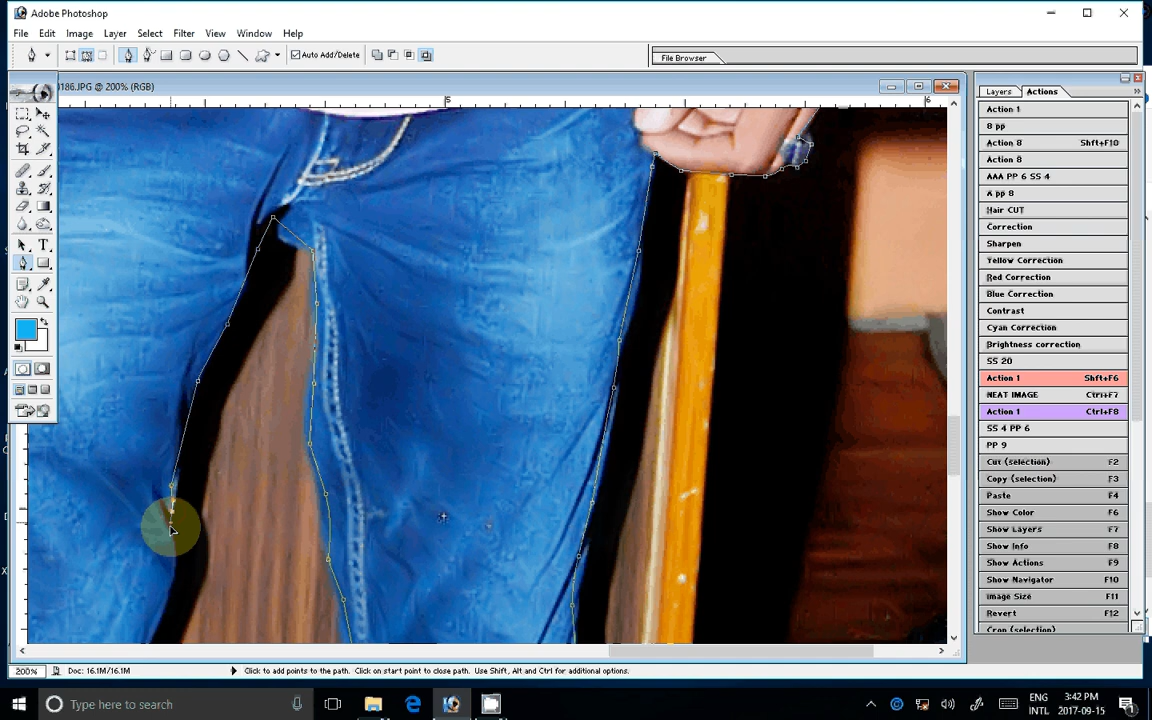 Adobe Photoshop
File Edit Image Layer Select Filter View Window Help
Auto Add/Delete
File Browser
186.JPG @ 200% (RGB)
5
6
Layers Actions
Action 1
8 pp
Action 8 Shft+F10
Action 8
AAA PP 6 SS 4
A pp 8
Hair CUT
Correction
Sharpen
Yellow Correction
Red Correction
Blue Correction
Contrast
Cyan Correction
Brightness correction
SS 20
Action 1 Shft+F6
NEAT IMAGE Ctrl+F7
Action 1 Ctrl+F8
SS 4 PP 6
PP 9
Cut (selection) F2
Copy (selection) F3
Paste F4
Show Color F6
Show Layers F7
Show Info F8
Show Actions F9
Show Navigator F10
Image Size F11
Revert F12
Crop (selection)
200% Doc: 16.1M/16.1M Click to add points to the path. Click on start point to close path. Use Shift, Alt and Ctrl for additional options.
Type here to search
ENG 3:42 PM
INTL 2017-09-15
1